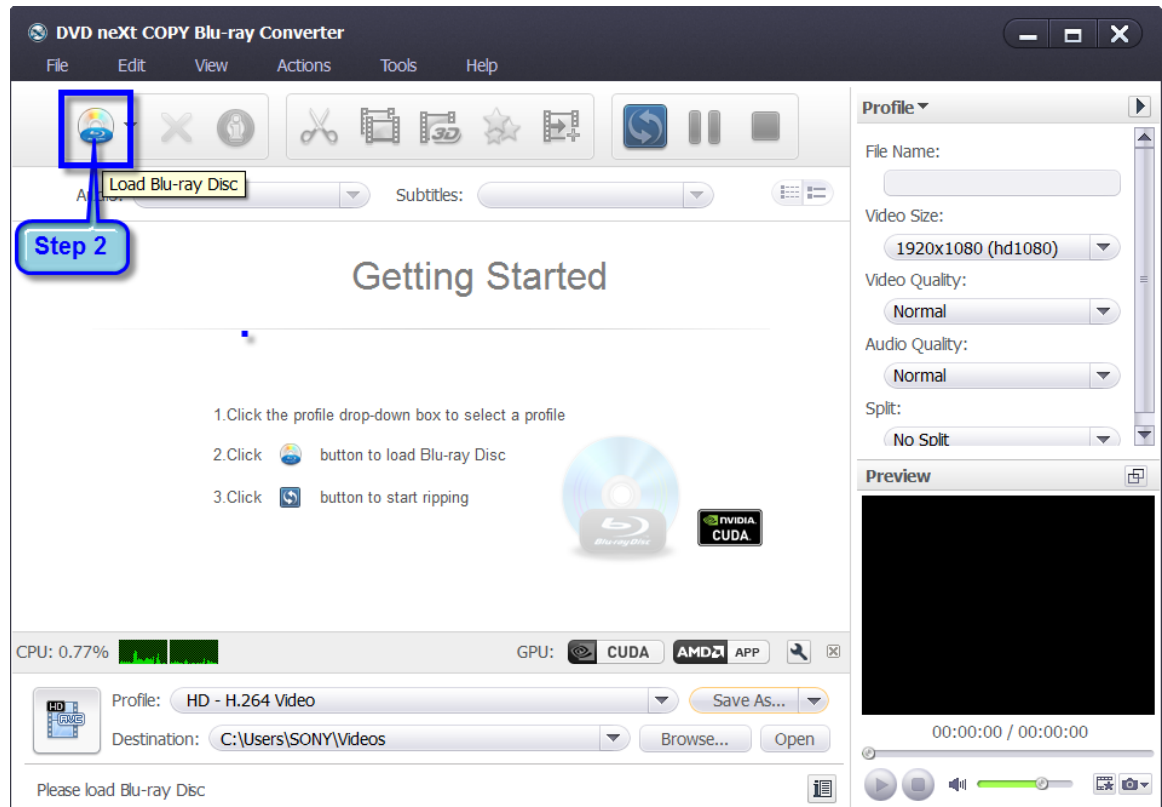 DVD neXt COPY Blu-ray Converter
File Edit View Actions Tools Help
3D
Load Blu-ray Disc
Audio: Subtitles:
Step 2
Getting Started
1.Click the profile drop-down box to select a profile
2.Click button to load Blu-ray Disc
3.Click button to start ripping
Blu-ray Disc
NVIDIA.
CUDA.
CPU: 0.77% GPU: CUDA AMD APP
HD
AVC
Profile: HD - H.264 Video Save As...
Destination: C:\Users\SONY\Videos Browse... Open
Please load Blu-ray Disc
Profile
File Name:
Video Size:
1920x1080 (hd1080)
Video Quality:
Normal
Audio Quality:
Normal
Split:
No Split
Preview
00:00:00 / 00:00:00